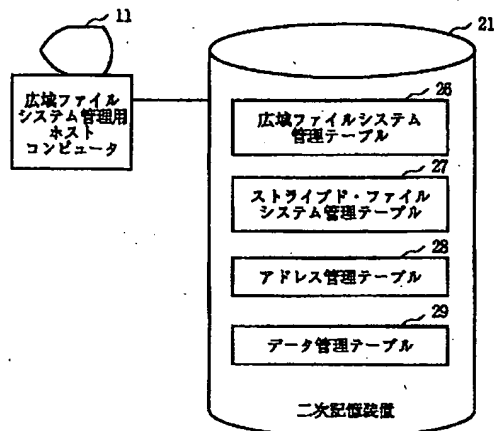 11
広域ファイル
システム管理用
ホスト
コンピュータ
21
26
広域ファイルシステム
管理テーブル
27
ストライプド・ファイル
システム管理テーブル
28
アドレス管理テーブル
29
データ管理テーブル
二次記憶装置